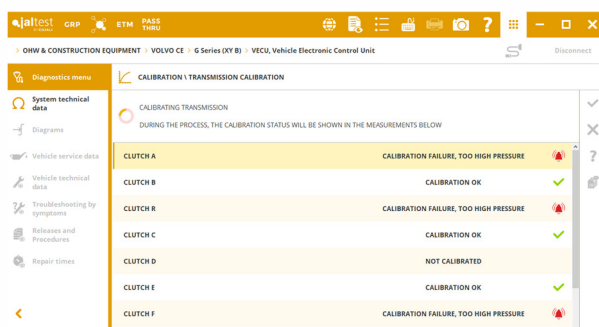 jaltest GRP ETM PASS THRU ?
> OHW & CONSTRUCTION EQUIPMENT > VOLVO CE > G Series (XY B) > VECU, Vehicle Electronic Control Unit
Disconnect
Diagnostics menu
System technical data
Diagrams
Vehicle service data
Vehicle technical data
Troubleshooting by symptoms
Releases and Procedures
Repair times
CALIBRATION \ TRANSMISSION CALIBRATION
CALIBRATING TRANSMISSION
DURING THE PROCESS, THE CALIBRATION STATUS WILL BE SHOWN IN THE MEASUREMENTS BELOW
CLUTCH A CALIBRATION FAILURE, TOO HIGH PRESSURE
CLUTCH B CALIBRATION OK
CLUTCH R CALIBRATION FAILURE, TOO HIGH PRESSURE
CLUTCH C CALIBRATION OK
CLUTCH D NOT CALIBRATED
CLUTCH E CALIBRATION OK
CLUTCH F CALIBRATION FAILURE, TOO HIGH PRESSURE
?